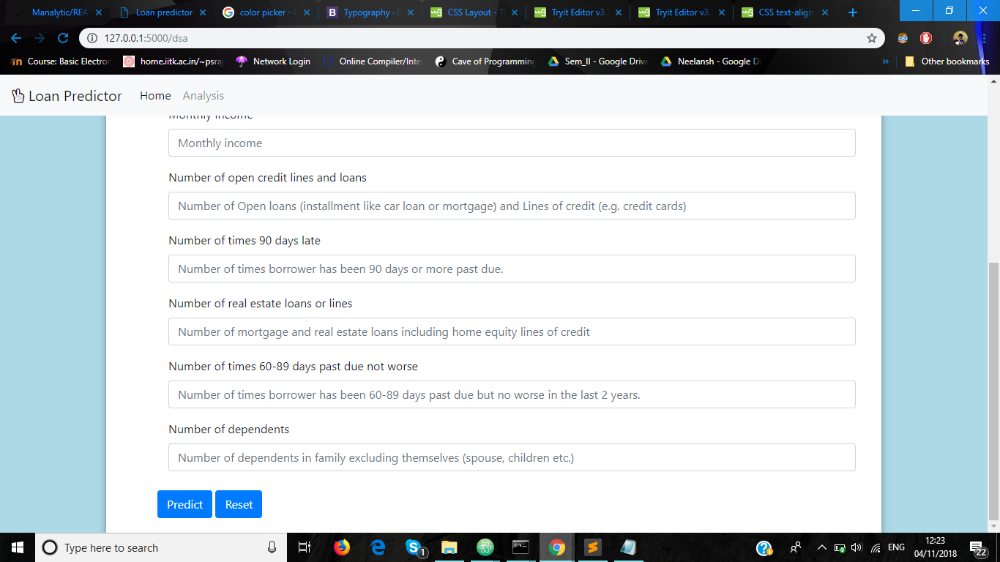 Manalytic/REA
Loan predictor
color picker - G
Typography · B
CSS Layout - T
Tryit Editor v3.
Tryit Editor v3.
CSS text-align
127.0.0.1:5000/dsa
Course: Basic Electron
home.iitk.ac.in/~psraj
Network Login
Online Compiler/Inte
Cave of Programming
Sem_II - Google Drive
Neelansh - Google D
»
Other bookmarks
Loan Predictor
Home
Analysis
Monthly income
Monthly income
Number of open credit lines and loans
Number of Open loans (installment like car loan or mortgage) and Lines of credit (e.g. credit cards)
Number of times 90 days late
Number of times borrower has been 90 days or more past due.
Number of real estate loans or lines
Number of mortgage and real estate loans including home equity lines of credit
Number of times 60-89 days past due not worse
Number of times borrower has been 60-89 days past due but no worse in the last 2 years.
Number of dependents
Number of dependents in family excluding themselves (spouse, children etc.)
Predict
Reset
Type here to search
1
ENG
12:23
04/11/2018
22